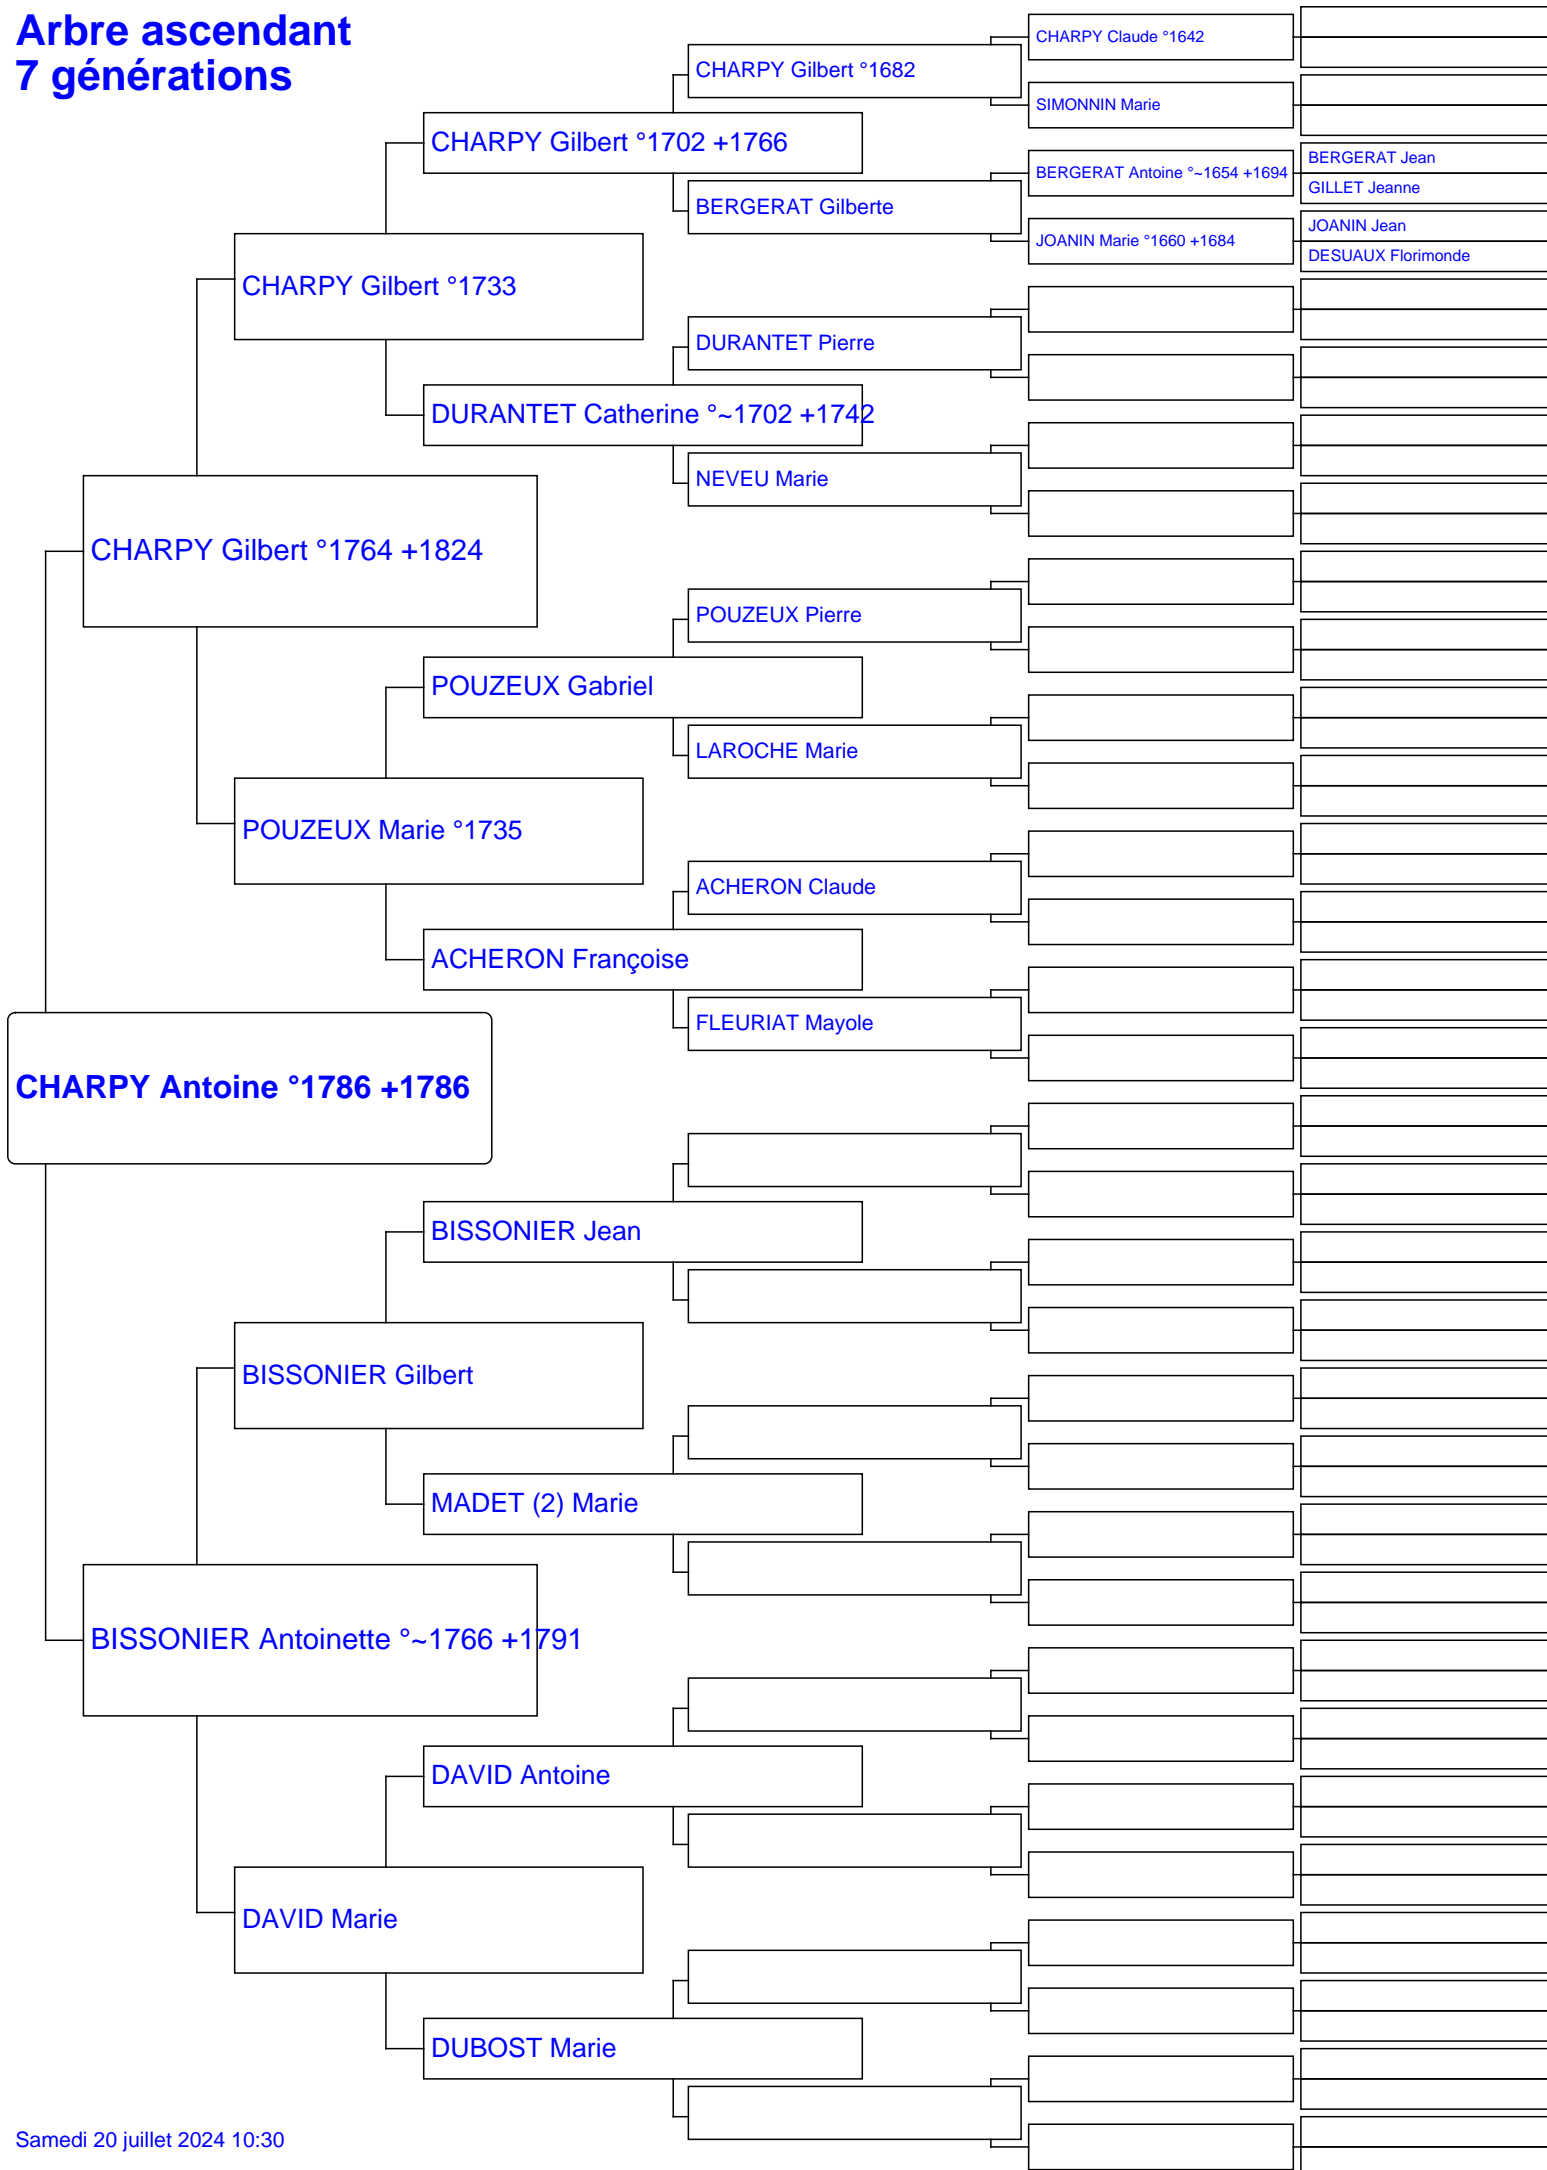 Arbre ascendant
7 générations
CHARPY Claude °1642
CHARPY Gilbert °1682
SIMONNIN Marie
CHARPY Gilbert °1702 +1766
BERGERAT Jean
BERGERAT Antoine °~1654 +1694
GILLET Jeanne
BERGERAT Gilberte
JOANIN Jean
JOANIN Marie °1660 +1684
DESUAUX Florimonde
CHARPY Gilbert °1733
DURANTET Pierre
DURANTET Catherine °~1702 +1742
NEVEU Marie
CHARPY Gilbert °1764 +1824
POUZEUX Pierre
POUZEUX Gabriel
LAROCHE Marie
POUZEUX Marie °1735
ACHERON Claude
ACHERON Françoise
FLEURIAT Mayole
CHARPY Antoine °1786 +1786
BISSONIER Jean
BISSONIER Gilbert
MADET (2) Marie
BISSONIER Antoinette °~1766 +1791
DAVID Antoine
DAVID Marie
DUBOST Marie
Samedi 20 juillet 2024 10:30